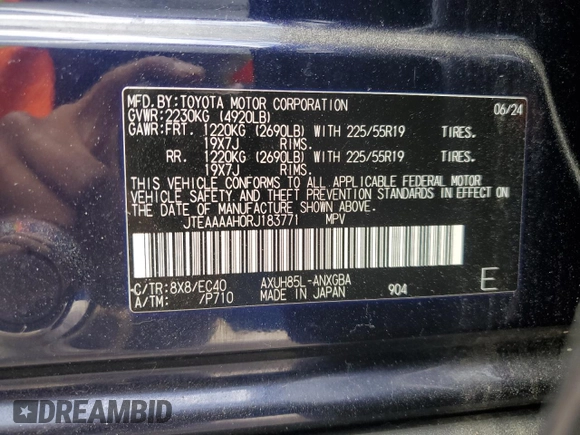 MFD.BY:TOYOTA MOTOR CORPORATION 06/24
GVWR:2230KG (4920LB)
GAWR:FRT. 1220KG (2690LB) WITH 225/55R19 TIRES.
19X7J RIMS.
RR. 1220KG (2690LB) WITH 225/55R19 TIRES.
19X7J RIMS.
THIS VEHICLE CONFORMS TO ALL APPLICABLE FEDERAL MOTOR
VEHICLE SAFETY AND THEFT PREVENTION STANDARDS IN EFFECT ON
THE DATE OF MANUFACTURE SHOWN ABOVE.
JTEAAAAH0RJ183771 MPV
C/TR:8X8/EC40 AXUH85L-ANXGBA
A/TM: /P710 MADE IN JAPAN 904 E
DREAMBID